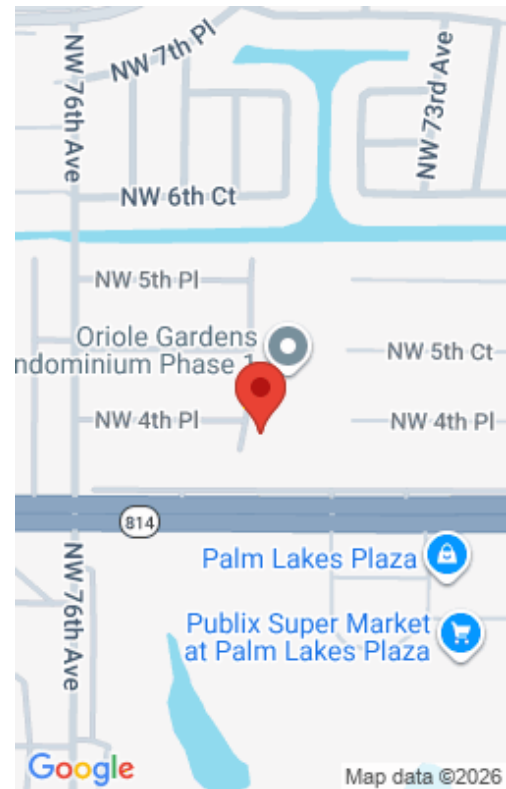 NW 76th Ave
NW 7th Pl
NW 73rd Ave
NW 6th Ct
NW 5th Pl
Oriole Gardens
ndominium Phase 1
NW 5th Ct
NW 4th Pl
NW 4th Pl
814
NW 76th Ave
Palm Lakes Plaza
Publix Super Market
at Palm Lakes Plaza
Google
Map data ©2026